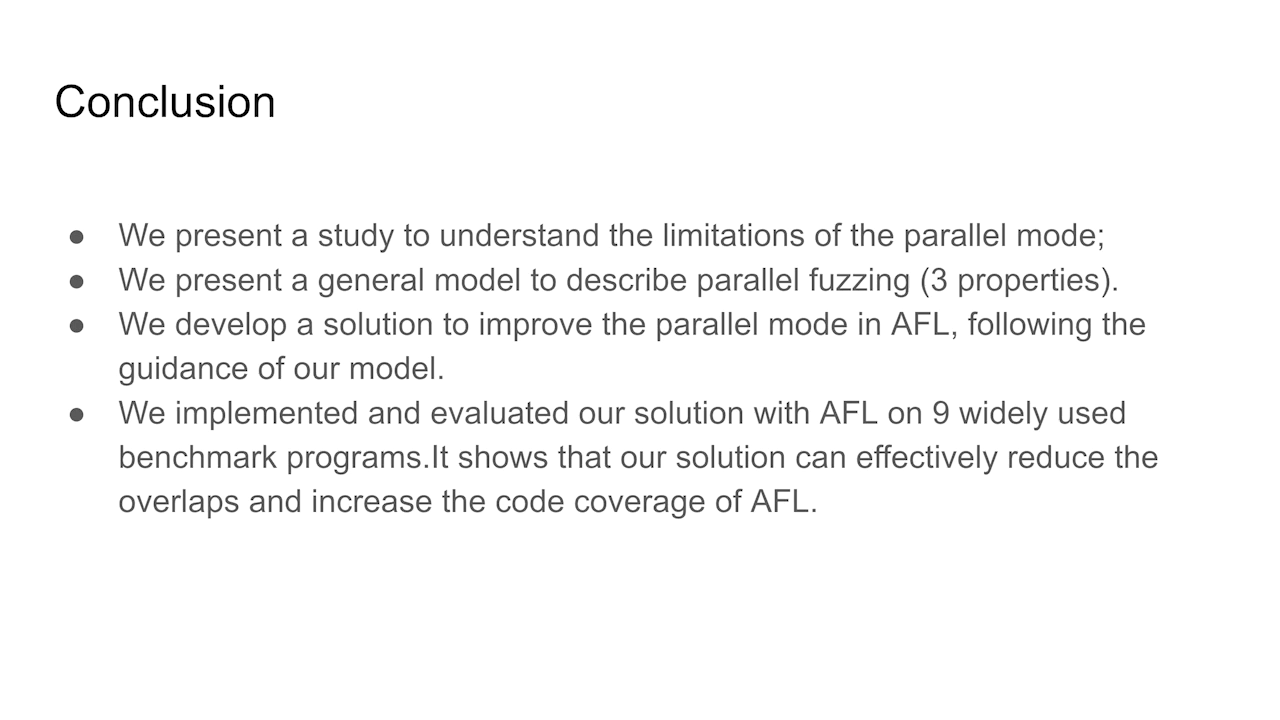 Conclusion
● We present a study to understand the limitations of the parallel mode;
● We present a general model to describe parallel fuzzing (3 properties).
● We develop a solution to improve the parallel mode in AFL, following the
guidance of our model.
● We implemented and evaluated our solution with AFL on 9 widely used
benchmark programs.It shows that our solution can effectively reduce the
overlaps and increase the code coverage of AFL.